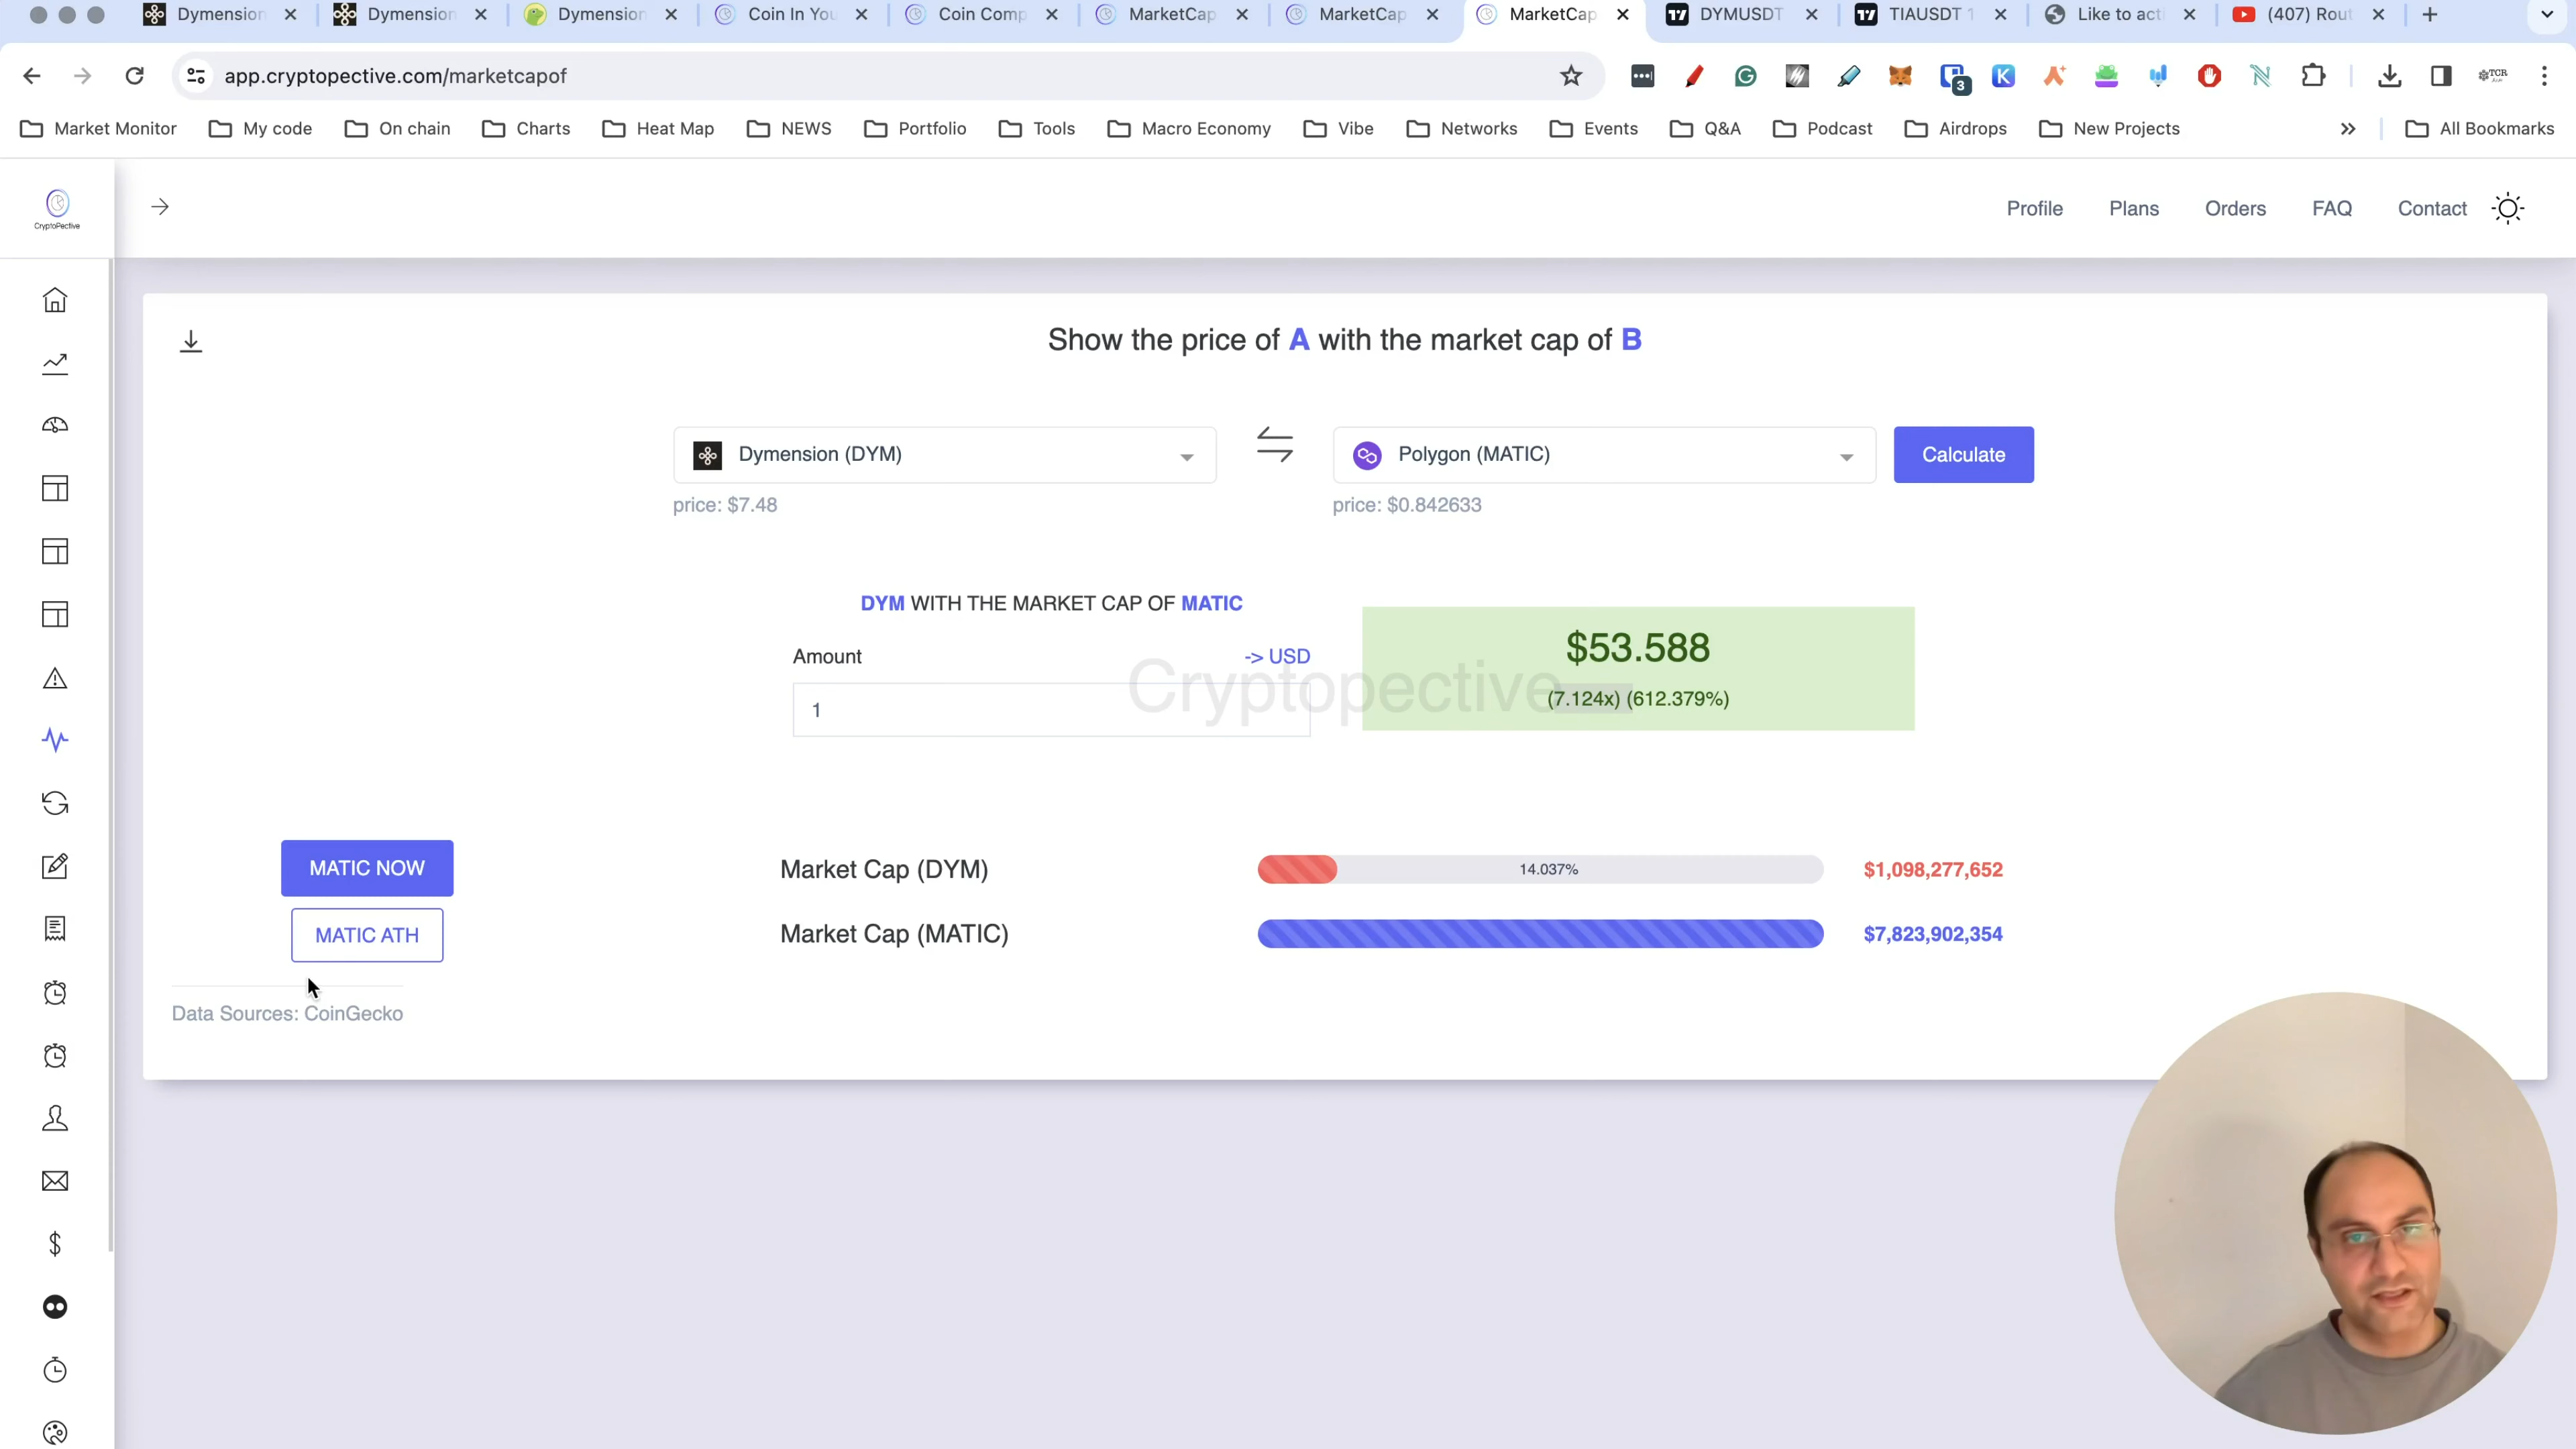 Dymension
Dymension
Dymension
Coin In You
Coin Comp
MarketCap
MarketCap
MarketCap
DYMUSDT
TIAUSDT 1
Like to act
(407) Rou
app.cryptopective.com/marketcapof
3
K
Market Monitor
My code
On chain
Charts
Heat Map
NEWS
Portfolio
Tools
Macro Economy
Vibe
Networks
Events
Q&A
Podcast
Airdrops
New Projects
All Bookmarks
CryptoPective
Profile
Plans
Orders
FAQ
Contact
Show the price of A with the market cap of B
Dymension (DYM)
Polygon (MATIC)
Calculate
price: $7.48
price: $0.842633
DYM WITH THE MARKET CAP OF MATIC
$53.588
Amount
-> USD
Cryptopective
(7.124x) (612.379%)
1
MATIC NOW
Market Cap (DYM)
14.037%
$1,098,277,652
MATIC ATH
Market Cap (MATIC)
$7,823,902,354
Data Sources: CoinGecko